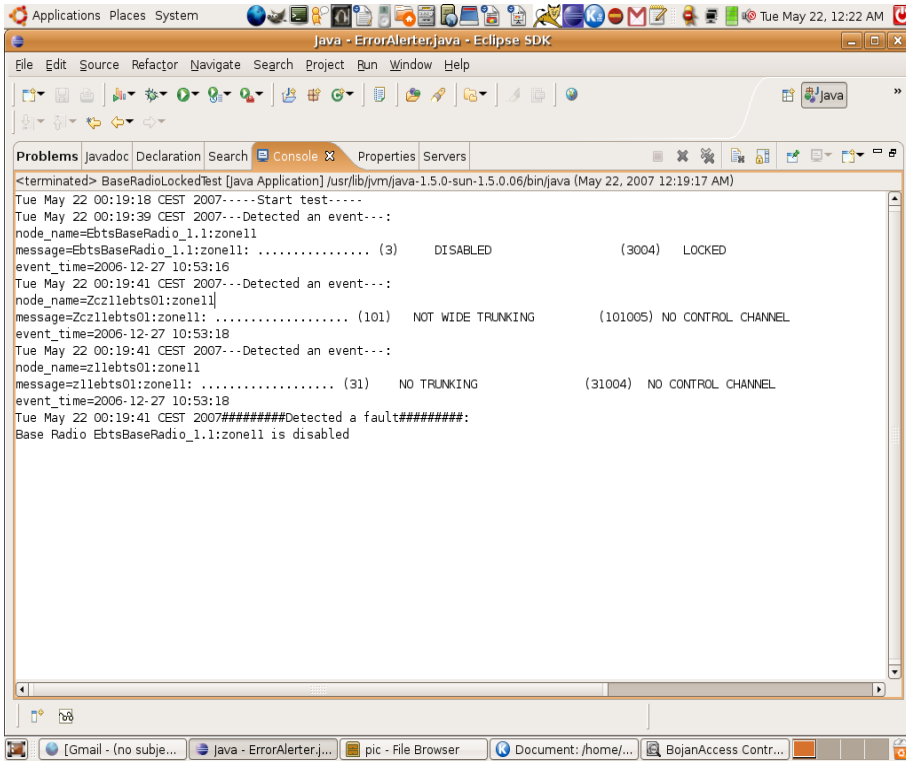 Applications Places System Tue May 22, 12:22 AM
Java - ErrorAlerter.java - Eclipse SDK
File Edit Source Refactor Navigate Search Project Run Window Help
Java »
Problems Javadoc Declaration Search Console Properties Servers
<terminated> BaseRadioLockedTest [Java Application] /usr/lib/jvm/java-1.5.0-sun-1.5.0.06/bin/java (May 22, 2007 12:19:17 AM)
Tue May 22 00:19:18 CEST 2007-----Start test-----
Tue May 22 00:19:39 CEST 2007---Detected an event---:
node_name=EbtsBaseRadio_1.1:zone11
message=EbtsBaseRadio_1.1:zone11: ................ (3) DISABLED (3004) LOCKED
event_time=2006-12-27 10:53:16
Tue May 22 00:19:41 CEST 2007---Detected an event---:
node_name=Zcz11ebts01:zone11
message=Zcz11ebts01:zone11: ................... (101) NOT WIDE TRUNKING (101005) NO CONTROL CHANNEL
event_time=2006-12-27 10:53:18
Tue May 22 00:19:41 CEST 2007---Detected an event---:
node_name=z11ebts01:zone11
message=z11ebts01:zone11: ................... (31) NO TRUNKING (31004) NO CONTROL CHANNEL
event_time=2006-12-27 10:53:18
Tue May 22 00:19:41 CEST 2007#########Detected a fault#########:
Base Radio EbtsBaseRadio_1.1:zone11 is disabled
[Gmail - (no subje... Java - ErrorAlerter.j... pic - File Browser Document: /home/... BojanAccess Contr...